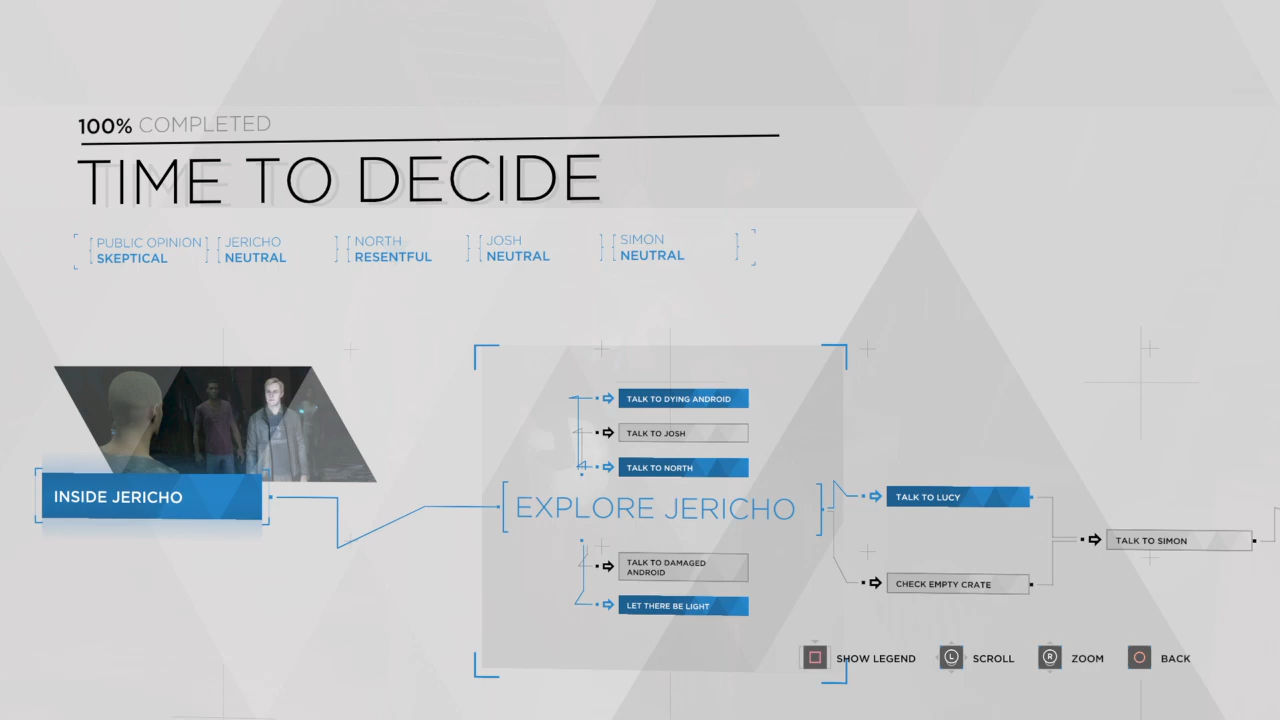 100% COMPLETED
TIME TO DECIDE
PUBLIC OPINION
SKEPTICAL
JERICHO
NEUTRAL
NORTH
RESENTFUL
JOSH
NEUTRAL
SIMON
NEUTRAL
INSIDE JERICHO
TALK TO DYING ANDROID
TALK TO JOSH
TALK TO NORTH
EXPLORE JERICHO
TALK TO DAMAGED
ANDROID
LET THERE BE LIGHT
TALK TO LUCY
CHECK EMPTY CRATE
TALK TO SIMON
SHOW LEGEND
L
SCROLL
R
ZOOM
BACK